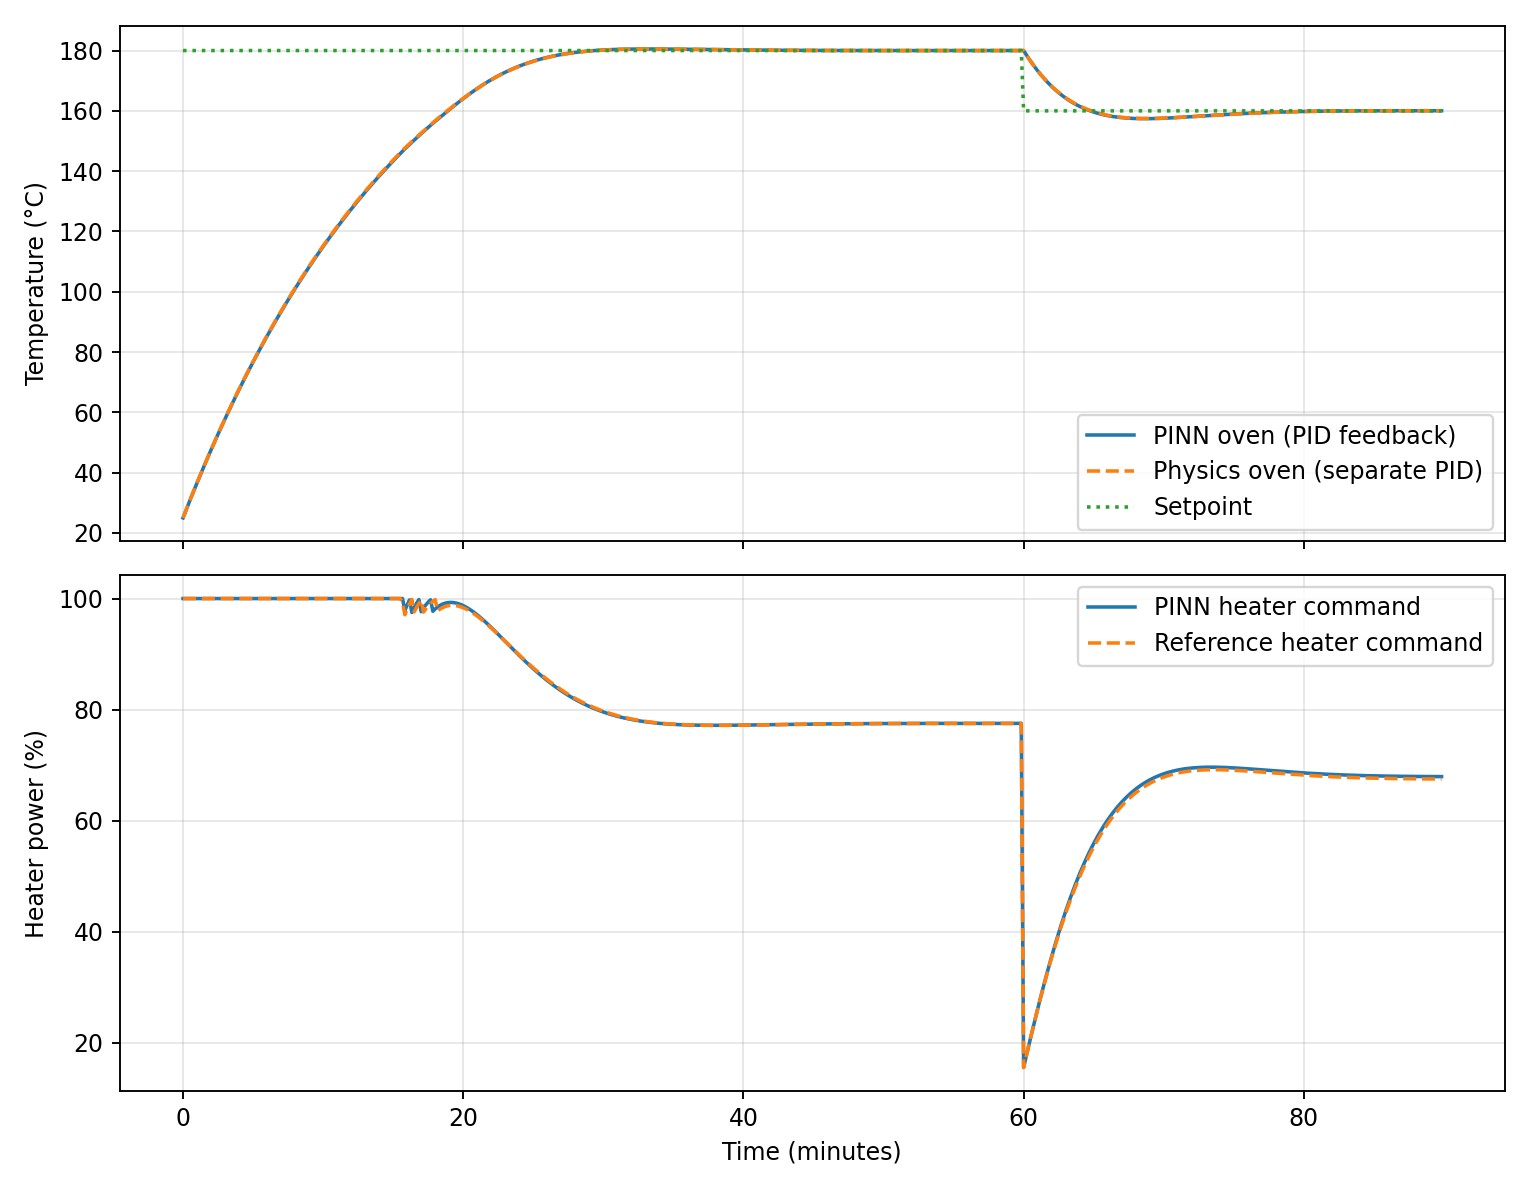 180
160
140
120
100
80
60
40
20
Temperature (°C)
PINN oven (PID feedback)
Physics oven (separate PID)
Setpoint
100
80
60
40
20
Heater power (%)
PINN heater command
Reference heater command
0 20 40 60 80
Time (minutes)